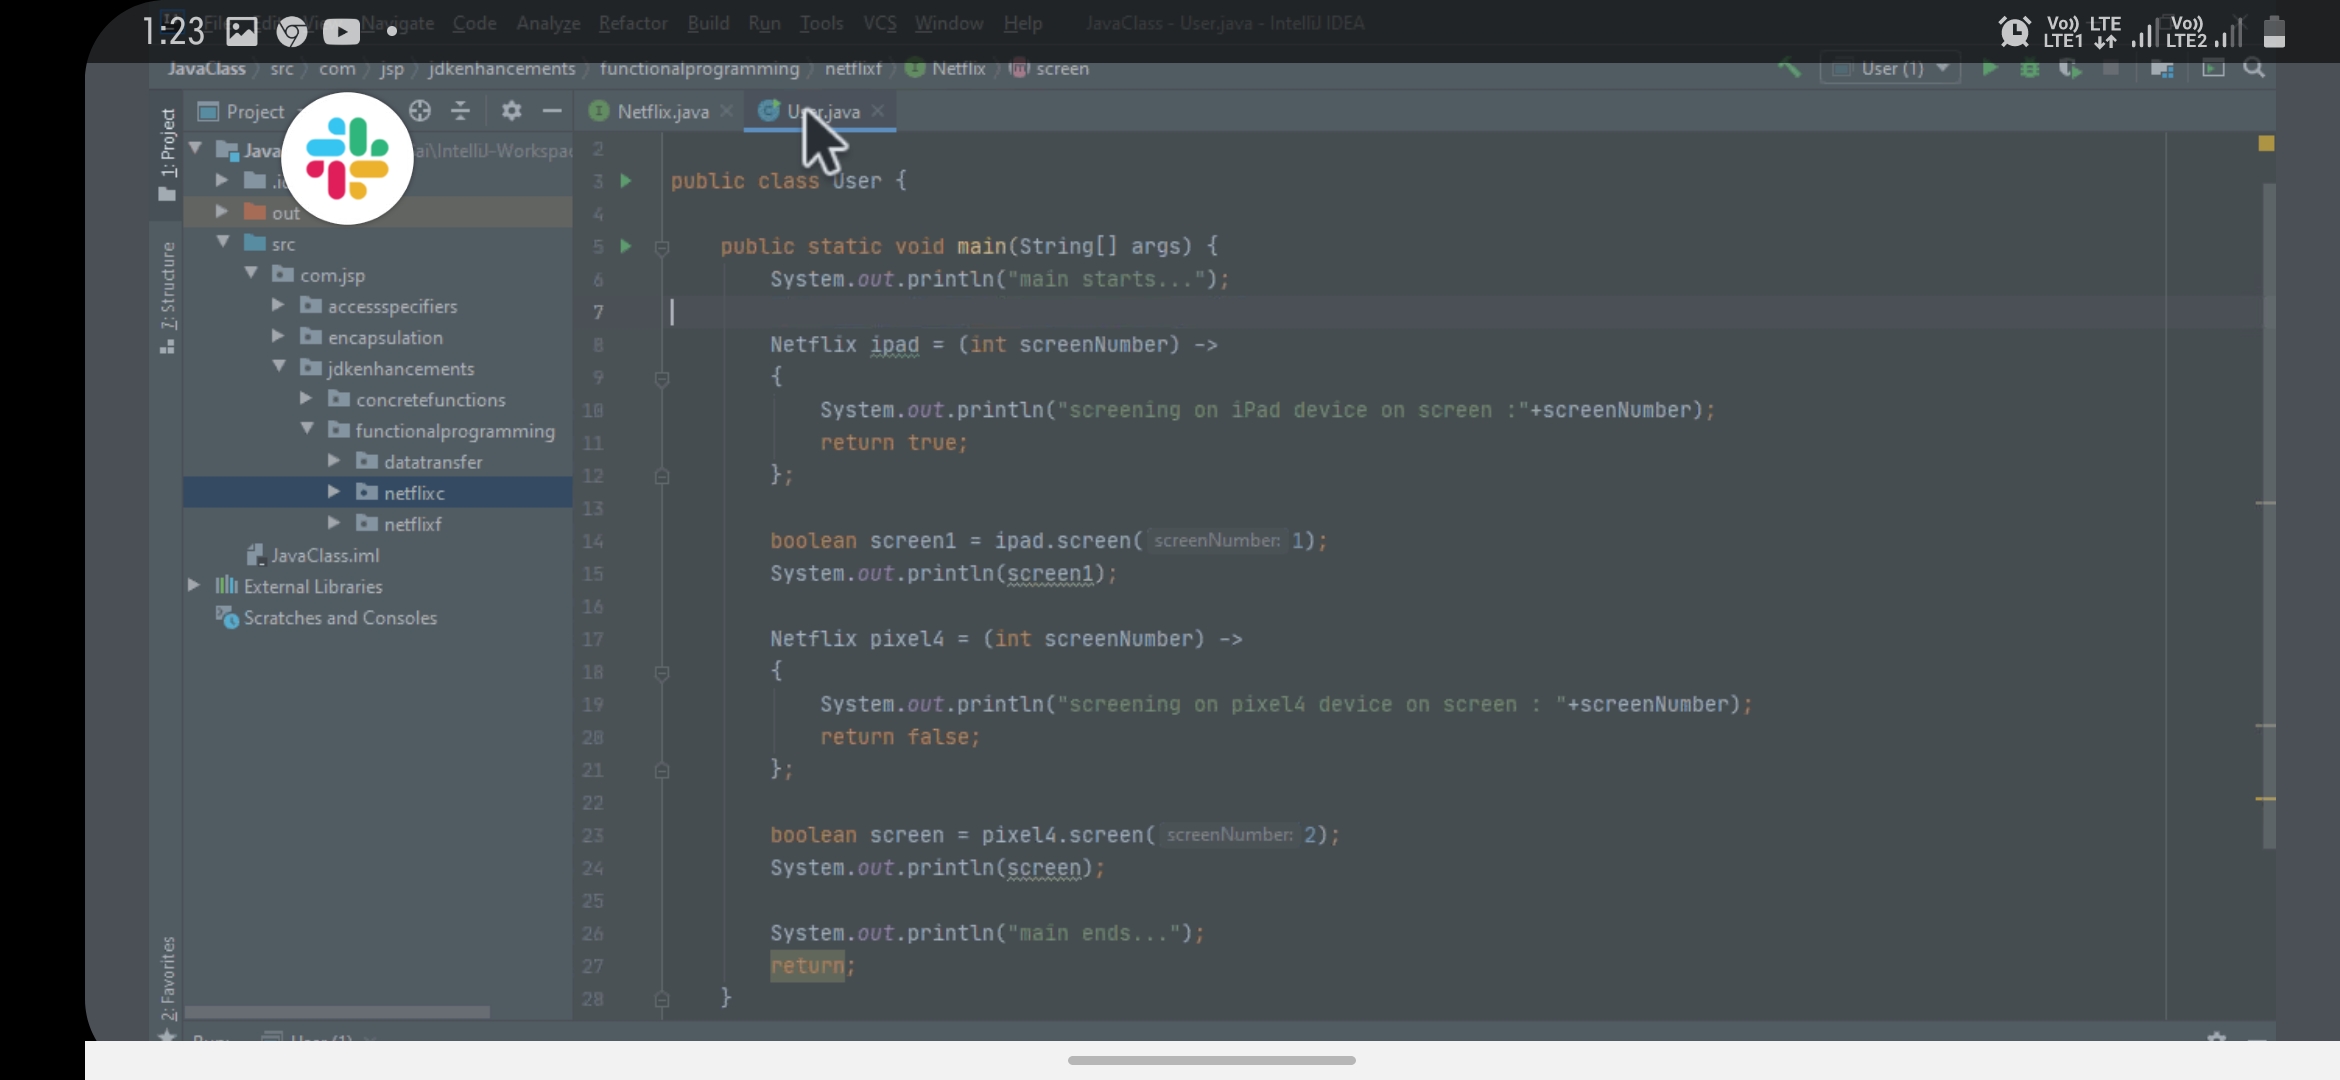 1:23
Vo)) LTE1 LTE Vo)) LTE2
File Edit View Navigate Code Analyze Refactor Build Run Tools VCS Window Help JavaClass - User.java - IntelliJ IDEA
JavaClass src com jsp jdkenhancements functionalprogramming netflixf Netflix screen User (1)
1: Project
7: Structure
2: Favorites
Project
Java ai\IntelliJ-Workspac
out
src
com.jsp
accessspecifiers
encapsulation
jdkenhancements
concretefunctions
functionalprogramming
datatransfer
netflixc
netflixf
JavaClass.iml
External Libraries
Scratches and Consoles
Netflix.java User.java
2
3 public class User {
4
5 public static void main(String[] args) {
6 System.out.println("main starts...");
7
8 Netflix ipad = (int screenNumber) ->
9 {
10 System.out.println("screening on iPad device on screen :"+screenNumber);
11 return true;
12 };
13
14 boolean screen1 = ipad.screen( screenNumber: 1);
15 System.out.println(screen1);
16
17 Netflix pixel4 = (int screenNumber) ->
18 {
19 System.out.println("screening on pixel4 device on screen : "+screenNumber);
20 return false;
21 };
22
23 boolean screen = pixel4.screen( screenNumber: 2);
24 System.out.println(screen);
25
26 System.out.println("main ends...");
27 return;
28 }